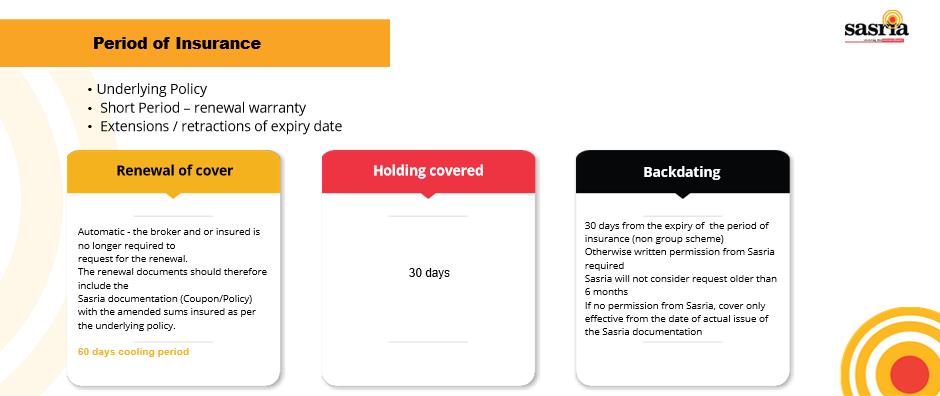 Period of Insurance
sasria
• Underlying Policy
• Short Period – renewal warranty
• Extensions / retractions of expiry date
Renewal of cover
Automatic - the broker and or insured is
no longer required to
request for the renewal.
The renewal documents should therefore
include the
Sasria documentation (Coupon/Policy)
with the amended sums insured as per
the underlying policy.
60 days cooling period
Holding covered
30 days
Backdating
30 days from the expiry of the period of
insurance (non group scheme)
Otherwise written permission from Sasria
required
Sasria will not consider request older than
6 months
If no permission from Sasria, cover only
effective from the date of actual issue of
the Sasria documentation